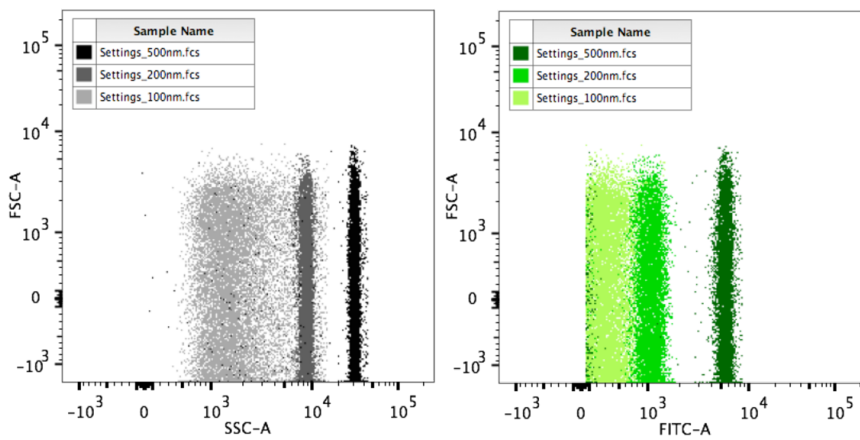 Sample Name
Settings_500nm.fcs
Settings_200nm.fcs
Settings_100nm.fcs
10^5
10^4
10^3
0
-10^3
FSC-A
-10^3
0
10^3
10^4
10^5
SSC-A
Sample Name
Settings_500nm.fcs
Settings_200nm.fcs
Settings_100nm.fcs
10^5
10^4
10^3
0
-10^3
FSC-A
-10^3
0
10^3
10^4
10^5
FITC-A